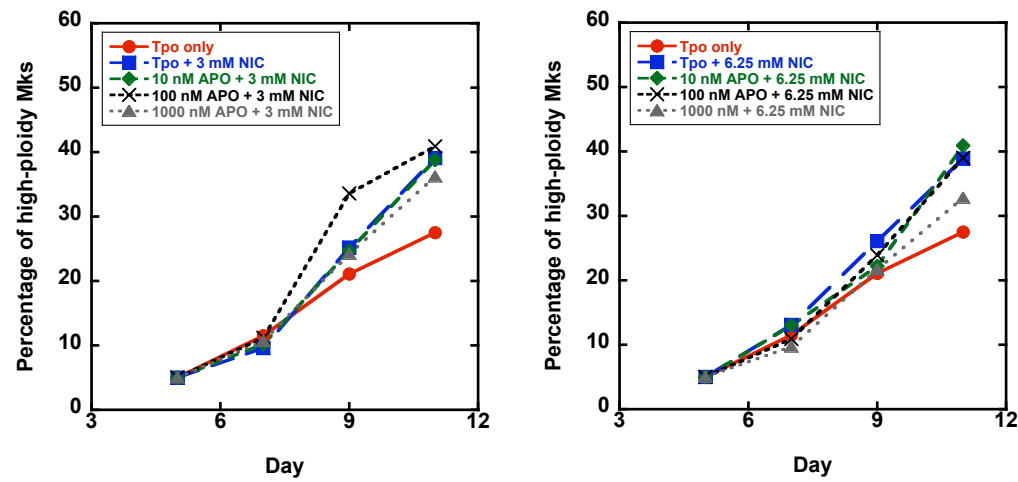 Percentage of high-ploidy Mks
60
50
40
30
20
10
0
3
6
9
12
Day
Tpo only
Tpo + 3 mM NIC
10 nM APO + 3 mM NIC
100 nM APO + 3 mM NIC
1000 nM APO + 3 mM NIC
Percentage of high-ploidy Mks
60
50
40
30
20
10
0
3
6
9
12
Day
Tpo only
Tpo + 6.25 mM NIC
10 nM APO + 6.25 mM NIC
100 nM APO + 6.25 mM NIC
1000 nM + 6.25 mM NIC